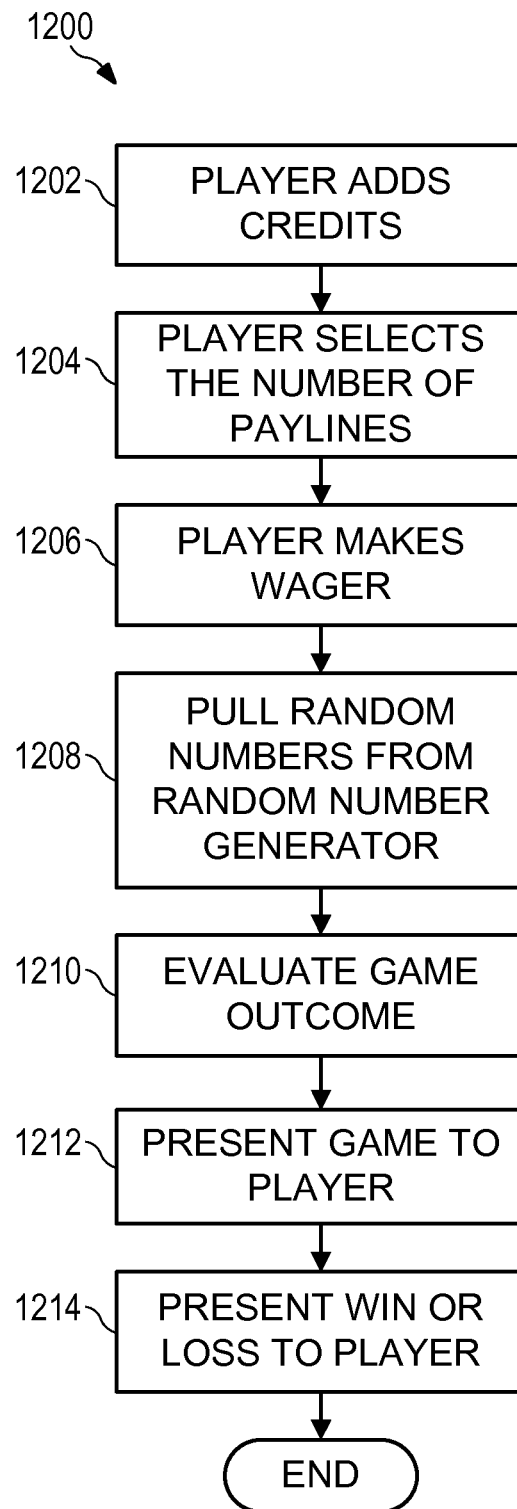 1200
1202
PLAYER ADDS
CREDITS
1204
PLAYER SELECTS
THE NUMBER OF
PAYLINES
1206
PLAYER MAKES
WAGER
1208
PULL RANDOM
NUMBERS FROM
RANDOM NUMBER
GENERATOR
1210
EVALUATE GAME
OUTCOME
1212
PRESENT GAME TO
PLAYER
1214
PRESENT WIN OR
LOSS TO PLAYER
END